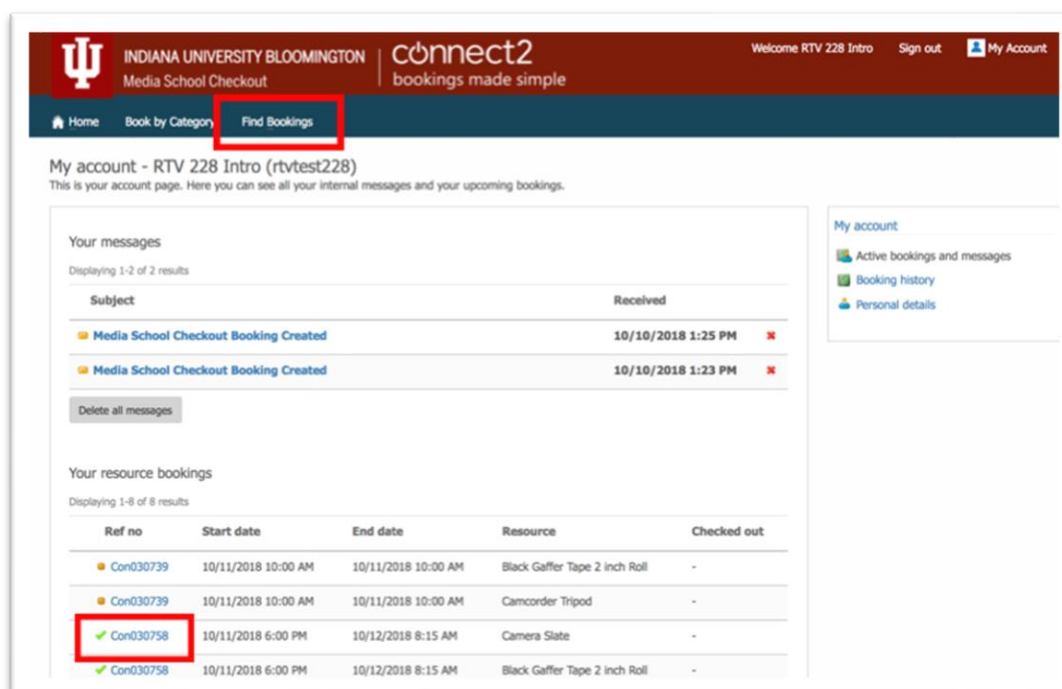 INDIANA UNIVERSITY BLOOMINGTON
Media School Checkout
connect2
bookings made simple
Welcome RTV 228 Intro Sign out My Account
Home Book by Category Find Bookings
My account - RTV 228 Intro (rtvtest228)
This is your account page. Here you can see all your internal messages and your upcoming bookings.
Your messages
Displaying 1-2 of 2 results
Subject Received
Media School Checkout Booking Created 10/10/2018 1:25 PM
Media School Checkout Booking Created 10/10/2018 1:23 PM
Delete all messages
Your resource bookings
Displaying 1-8 of 8 results
Ref no Start date End date Resource Checked out
Con030739 10/11/2018 10:00 AM 10/11/2018 10:00 AM Black Gaffer Tape 2 inch Roll -
Con030739 10/11/2018 10:00 AM 10/11/2018 10:00 AM Camcorder Tripod -
Con030758 10/11/2018 6:00 PM 10/12/2018 8:15 AM Camera Slate -
Con030758 10/11/2018 6:00 PM 10/12/2018 8:15 AM Black Gaffer Tape 2 inch Roll -
My account
Active bookings and messages
Booking history
Personal details